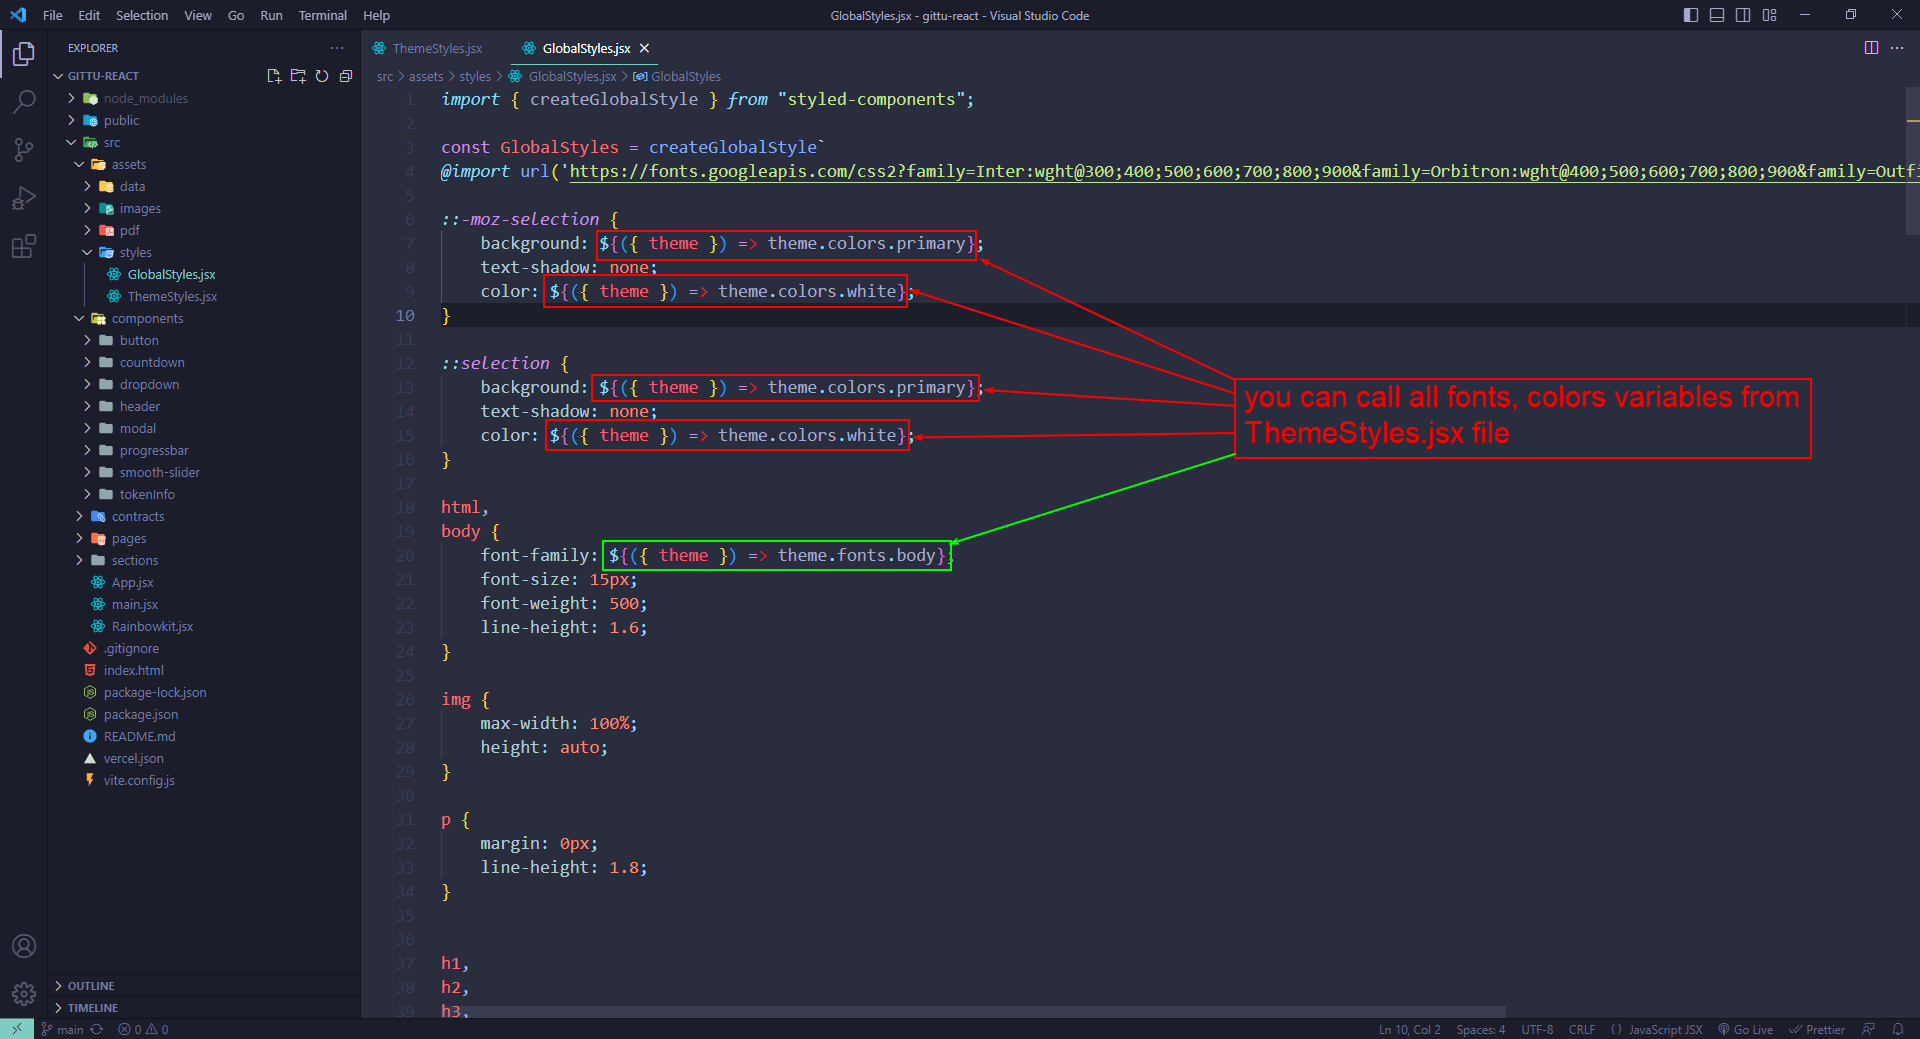 File Edit Selection View Go Run Terminal Help
GlobalStyles.jsx - gittu-react - Visual Studio Code
EXPLORER
GITTU-REACT
node_modules
public
src
assets
data
images
pdf
styles
GlobalStyles.jsx
ThemeStyles.jsx
components
button
countdown
dropdown
header
modal
progressbar
smooth-slider
tokenInfo
contracts
pages
sections
App.jsx
main.jsx
Rainbowkit.jsx
.gitignore
index.html
package-lock.json
package.json
README.md
vercel.json
vite.config.js
OUTLINE
TIMELINE
ThemeStyles.jsx GlobalStyles.jsx
src > assets > styles > GlobalStyles.jsx > GlobalStyles
1 import { createGlobalStyle } from "styled-components";
2
3 const GlobalStyles = createGlobalStyle`
4 @import url('https://fonts.googleapis.com/css2?family=Inter:wght@300;400;500;600;700;800;900&family=Orbitron:wght@400;500;600;700;800;900&family=Outfi
5
6 ::-moz-selection {
7 background: ${({ theme }) => theme.colors.primary};
8 text-shadow: none;
9 color: ${({ theme }) => theme.colors.white};
10 }
11
12 ::selection {
13 background: ${({ theme }) => theme.colors.primary};
14 text-shadow: none;
15 color: ${({ theme }) => theme.colors.white};
16 }
17
18 html,
19 body {
20 font-family: ${({ theme }) => theme.fonts.body};
21 font-size: 15px;
22 font-weight: 500;
23 line-height: 1.6;
24 }
25
26 img {
27 max-width: 100%;
28 height: auto;
29 }
30
31 p {
32 margin: 0px;
33 line-height: 1.8;
34 }
35
36
37 h1,
38 h2,
39 h3,
you can call all fonts, colors variables from
ThemeStyles.jsx file
main 0 0
Ln 10, Col 2 Spaces: 4 UTF-8 CRLF {} JavaScript JSX Go Live Prettier